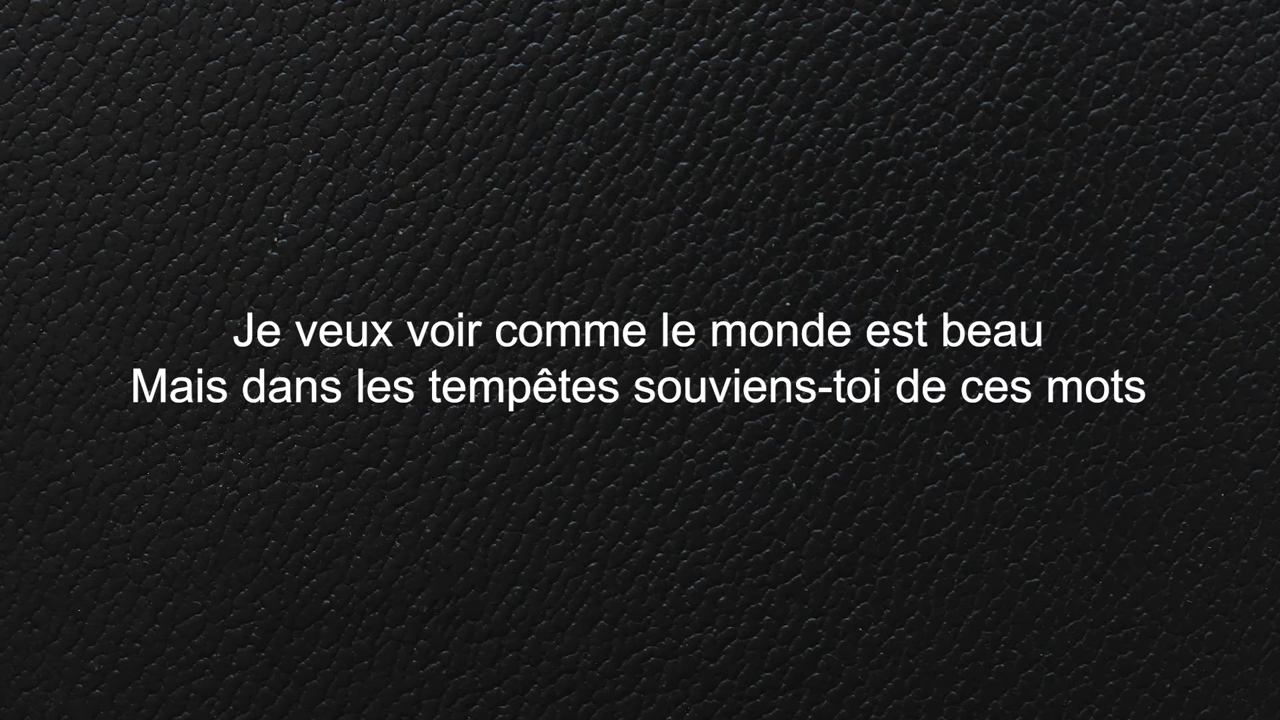 Je veux voir comme le monde est beau
Mais dans les tempêtes souviens-toi de ces mots